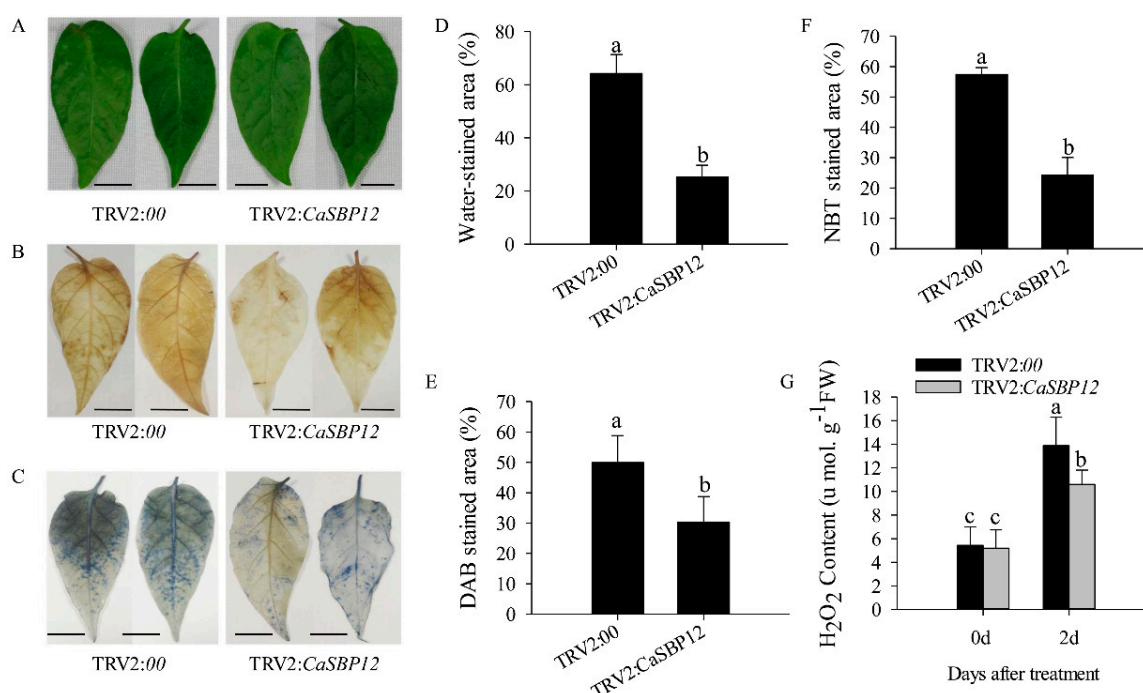 A
TRV2:00
TRV2:CaSBP12
B
TRV2:00
TRV2:CaSBP12
C
TRV2:00
TRV2:CaSBP12
D
Water-stained area (%)
80
60
40
20
0
a
b
TRV2:00
TRV2:CaSBP12
E
DAB stained area (%)
70
60
50
40
30
20
10
0
a
b
TRV2:00
TRV2:CaSBP12
F
NBT stained area (%)
70
60
50
40
30
20
10
0
a
b
TRV2:00
TRV2:CaSBP12
G
TRV2:00
TRV2:CaSBP12
H₂O₂ Content (u mol. g⁻¹FW)
18
16
14
12
10
8
6
4
2
0
c
c
a
b
0d
2d
Days after treatment